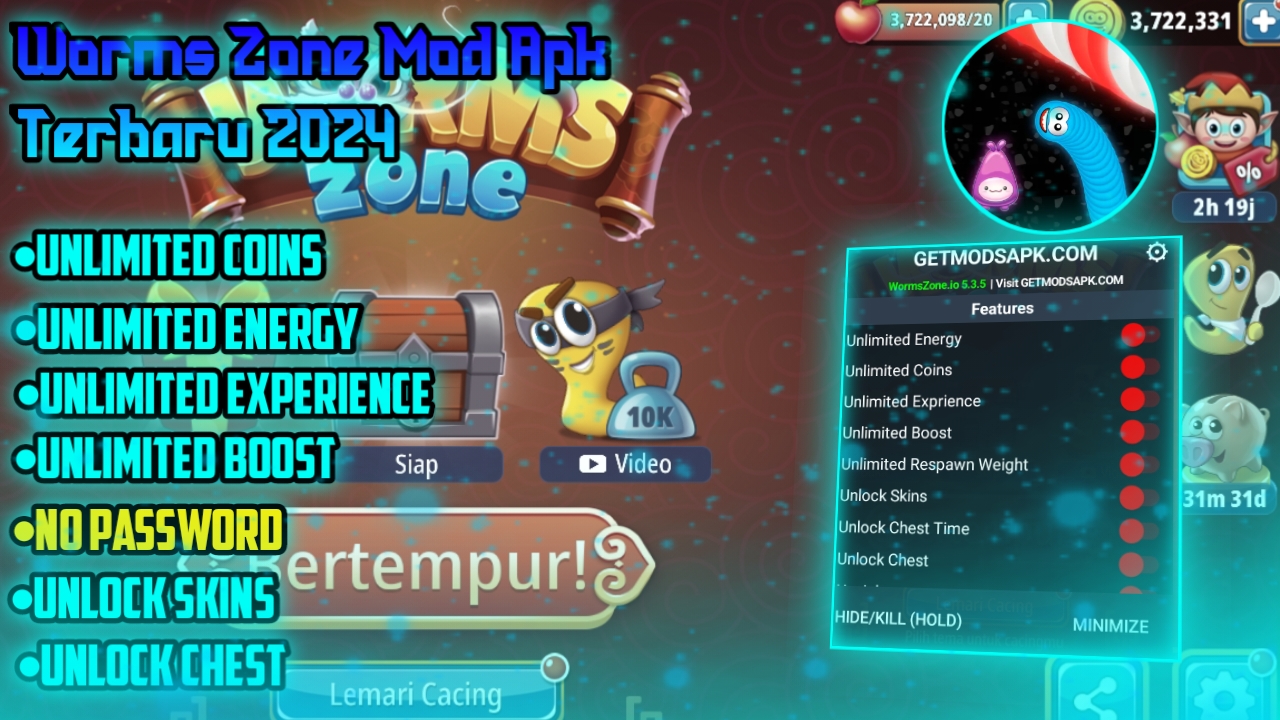 Worms Zone Mod Apk
Terbaru 2024
3,722,098/20
3,722,331
WORMS
zone
%
2h 19j
•UNLIMITED COINS
•UNLIMITED ENERGY
•UNLIMITED EXPERIENCE
•UNLIMITED BOOST
•NO PASSWORD
•UNLOCK SKINS
•UNLOCK CHEST
10K
Siap
Video
Bertempur!
Lemari Cacing
GETMODSAPK.COM
WormsZone.io 5.3.5 | Visit GETMODSAPK.COM
Features
Unlimited Energy
Unlimited Coins
Unlimited Exprience
Unlimited Boost
Unlimited Respawn Weight
Unlock Skins
Unlock Chest Time
Unlock Chest
HIDE/KILL (HOLD)
MINIMIZE
31m 31d